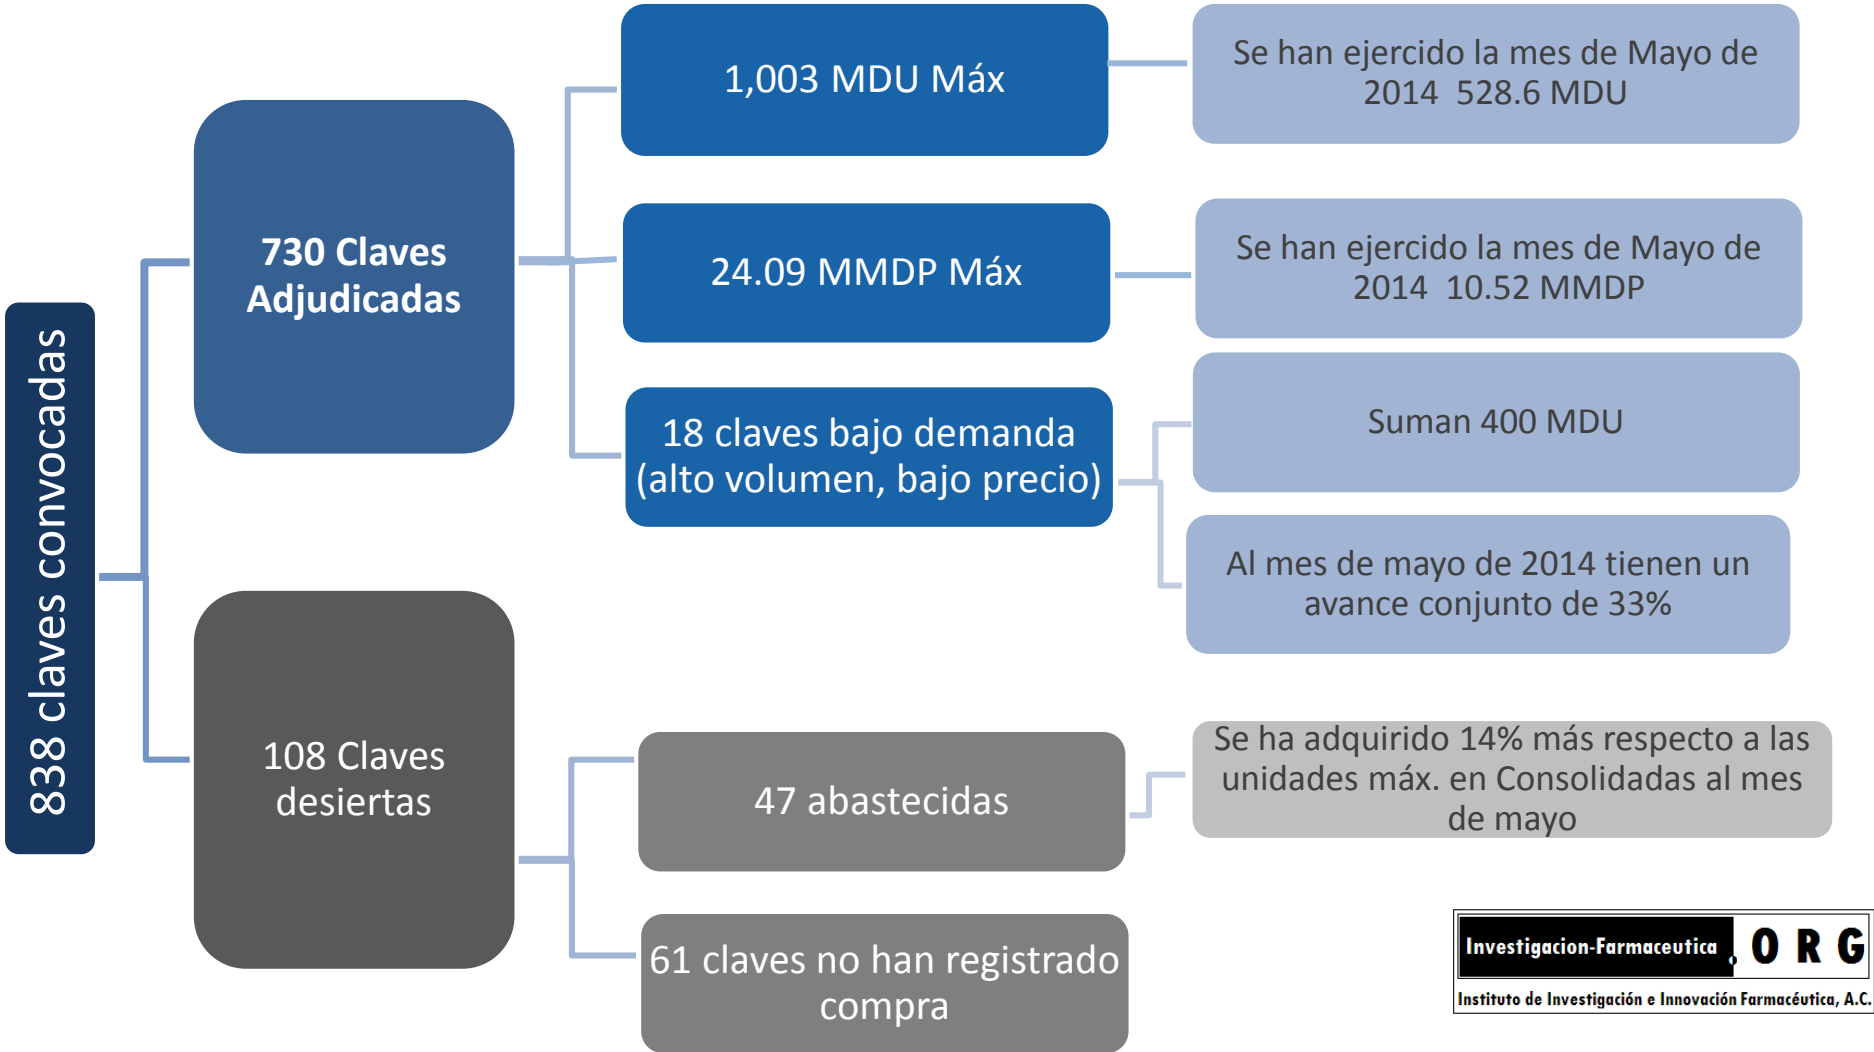 838 claves convocadas
730 Claves
Adjudicadas
1,003 MDU Máx
Se han ejercido la mes de Mayo de
2014  528.6 MDU
24.09 MMDP Máx
Se han ejercido la mes de Mayo de
2014  10.52 MMDP
18 claves bajo demanda
(alto volumen, bajo precio)
Suman 400 MDU
Al mes de mayo de 2014 tienen un
avance conjunto de 33%
108 Claves
desiertas
47 abastecidas
Se ha adquirido 14% más respecto a las
unidades máx. en Consolidadas al mes
de mayo
61 claves no han registrado
compra
Investigacion-Farmaceutica .ORG
Instituto de Investigación e Innovación Farmacéutica, A.C.